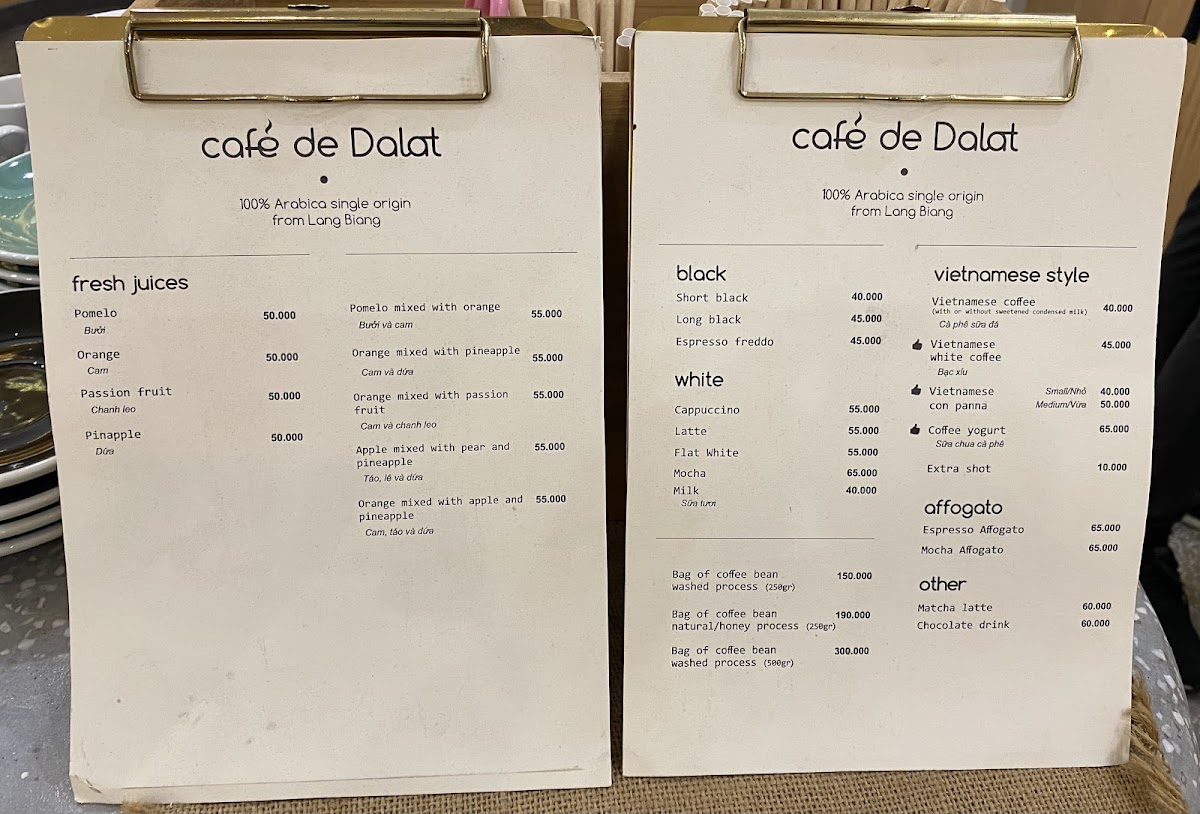 café de Dalat
100% Arabica single origin
from Lang Biang
fresh juices
Pomelo 50.000
Bưởi
Orange 50.000
Cam
Passion fruit 50.000
Chanh leo
Pinapple 50.000
Dứa
Pomelo mixed with orange 55.000
Bưởi và cam
Orange mixed with pineapple 55.000
Cam và dứa
Orange mixed with passion 55.000
fruit
Cam và chanh leo
Apple mixed with pear and 55.000
pineapple
Táo, lê và dứa
Orange mixed with apple and 55.000
pineapple
Cam, táo và dứa
café de Dalat
100% Arabica single origin
from Lang Biang
black
Short black 40.000
Long black 45.000
Espresso freddo 45.000
white
Cappuccino 55.000
Latte 55.000
Flat White 55.000
Mocha 65.000
Milk 40.000
Sữa tươi
Bag of coffee bean 150.000
washed process (250gr)
Bag of coffee bean 190.000
natural/honey process (250gr)
Bag of coffee bean 300.000
washed process (500gr)
vietnamese style
Vietnamese coffee 40.000
(with or without sweetened condensed milk)
Cà phê sữa đá
Vietnamese 45.000
white coffee
Bạc xíu
Vietnamese Small/Nhỏ 40.000
con panna Medium/Vừa 50.000
Coffee yogurt 65.000
Sữa chua cà phê
Extra shot 10.000
affogato
Espresso Affogato 65.000
Mocha Affogato 65.000
other
Matcha latte 60.000
Chocolate drink 60.000